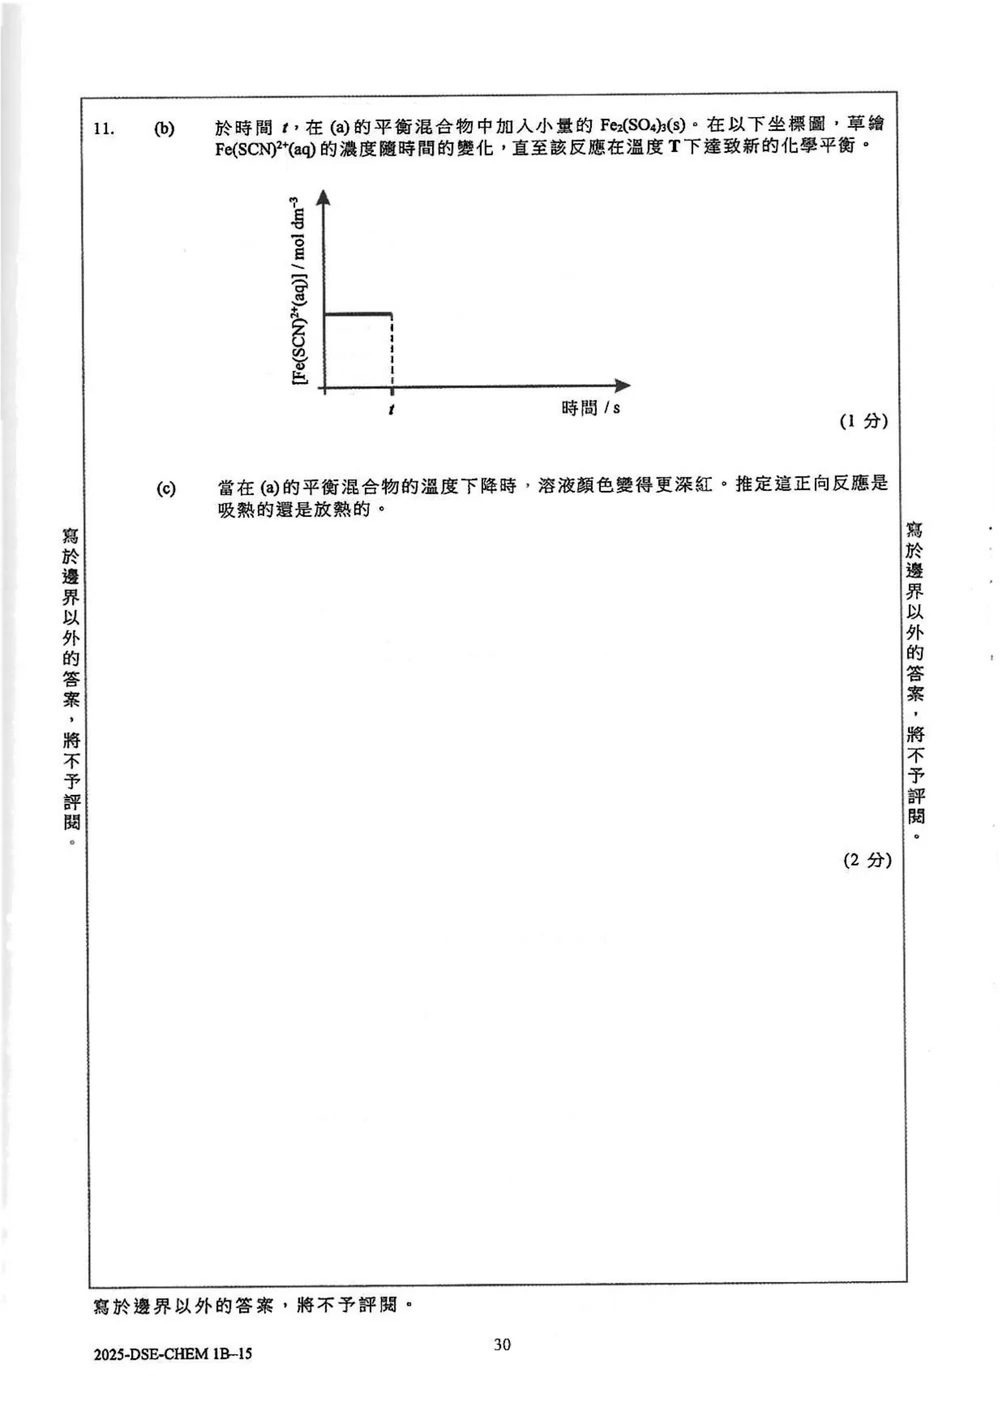 11. (b) 於時間 t，在 (a) 的平衡混合物中加入小量的 Fe₂(SO₄)₃(s)。在以下坐標圖，草繪
Fe(SCN)²⁺(aq) 的濃度隨時間的變化，直至該反應在溫度 T 下達致新的化學平衡。
[Fe(SCN)²⁺(aq)] / mol dm⁻³
t
時間 / s
(1 分)
(c) 當在 (a) 的平衡混合物的溫度下降時，溶液顏色變得更深紅。推定這正向反應是
吸熱的還是放熱的。
(2 分)
寫於邊界以外的答案，將不予評閱。
寫於邊界以外的答案，將不予評閱。
寫於邊界以外的答案，將不予評閱。
2025-DSE-CHEM 1B–15
30